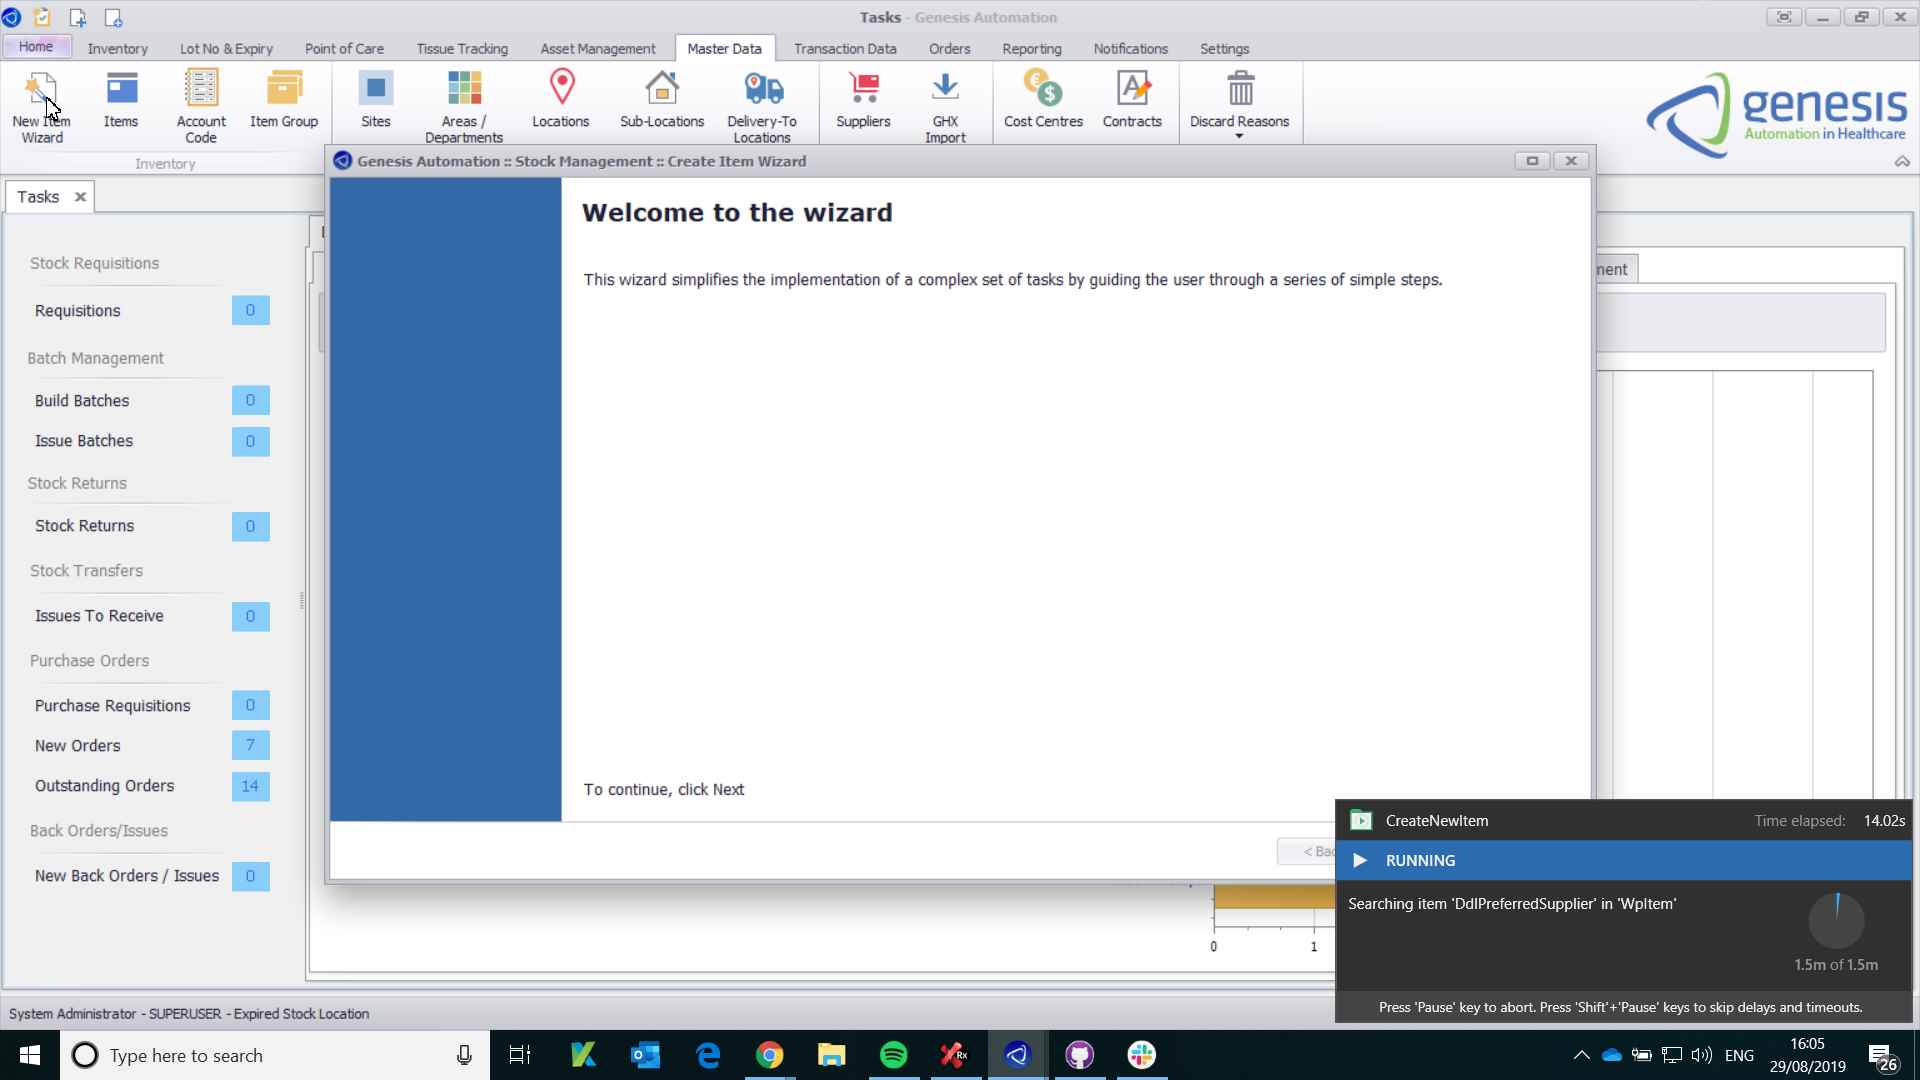 Tasks - Genesis Automation
Home
Inventory
Lot No & Expiry
Point of Care
Tissue Tracking
Asset Management
Master Data
Transaction Data
Orders
Reporting
Notifications
Settings
New Item
Wizard
Items
Account
Code
Item Group
Sites
Areas /
Departments
Locations
Sub-Locations
Delivery-To
Locations
Suppliers
GHX
Import
Cost Centres
Contracts
Discard Reasons
Inventory
genesis
Automation in Healthcare
Genesis Automation :: Stock Management :: Create Item Wizard
Tasks
Welcome to the wizard
This wizard simplifies the implementation of a complex set of tasks by guiding the user through a series of simple steps.
To continue, click Next
Stock Requisitions
Requisitions 0
Batch Management
Build Batches 0
Issue Batches 0
Stock Returns
Stock Returns 0
Stock Transfers
Issues To Receive 0
Purchase Orders
Purchase Requisitions 0
New Orders 7
Outstanding Orders 14
Back Orders/Issues
New Back Orders / Issues 0
0
1
CreateNewItem
Time elapsed: 14.02s
RUNNING
Searching item 'DdlPreferredSupplier' in 'WpItem'
1.5m of 1.5m
Press 'Pause' key to abort. Press 'Shift'+'Pause' keys to skip delays and timeouts.
System Administrator - SUPERUSER - Expired Stock Location
Type here to search
Rx
ENG
16:05
29/08/2019
26